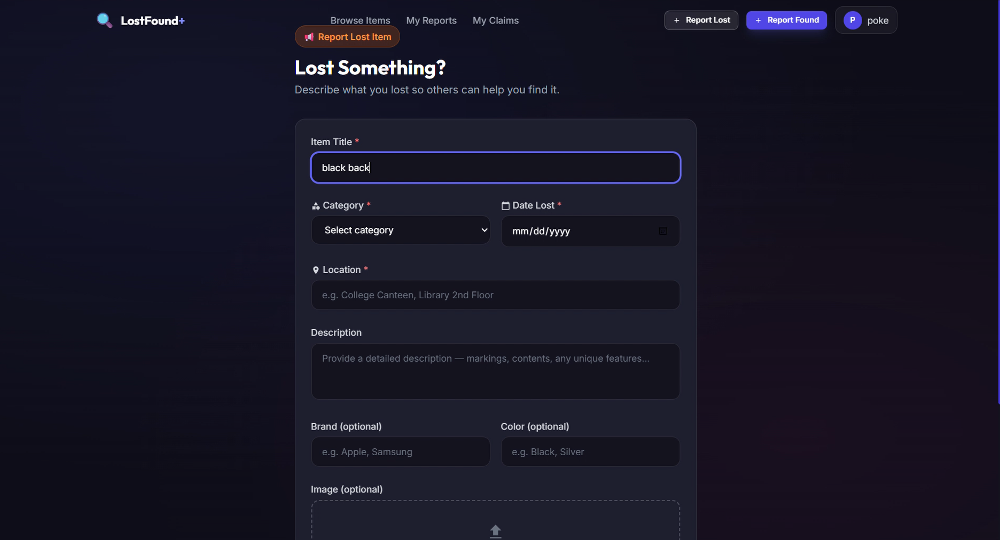 LostFound+
Browse Items
My Reports
My Claims
+ Report Lost
+ Report Found
P
poke
Report Lost Item
Lost Something?
Describe what you lost so others can help you find it.
Item Title *
black back
Category *
Date Lost *
Select category
mm/dd/yyyy
Location *
e.g. College Canteen, Library 2nd Floor
Description
Provide a detailed description — markings, contents, any unique features...
Brand (optional)
Color (optional)
e.g. Apple, Samsung
e.g. Black, Silver
Image (optional)